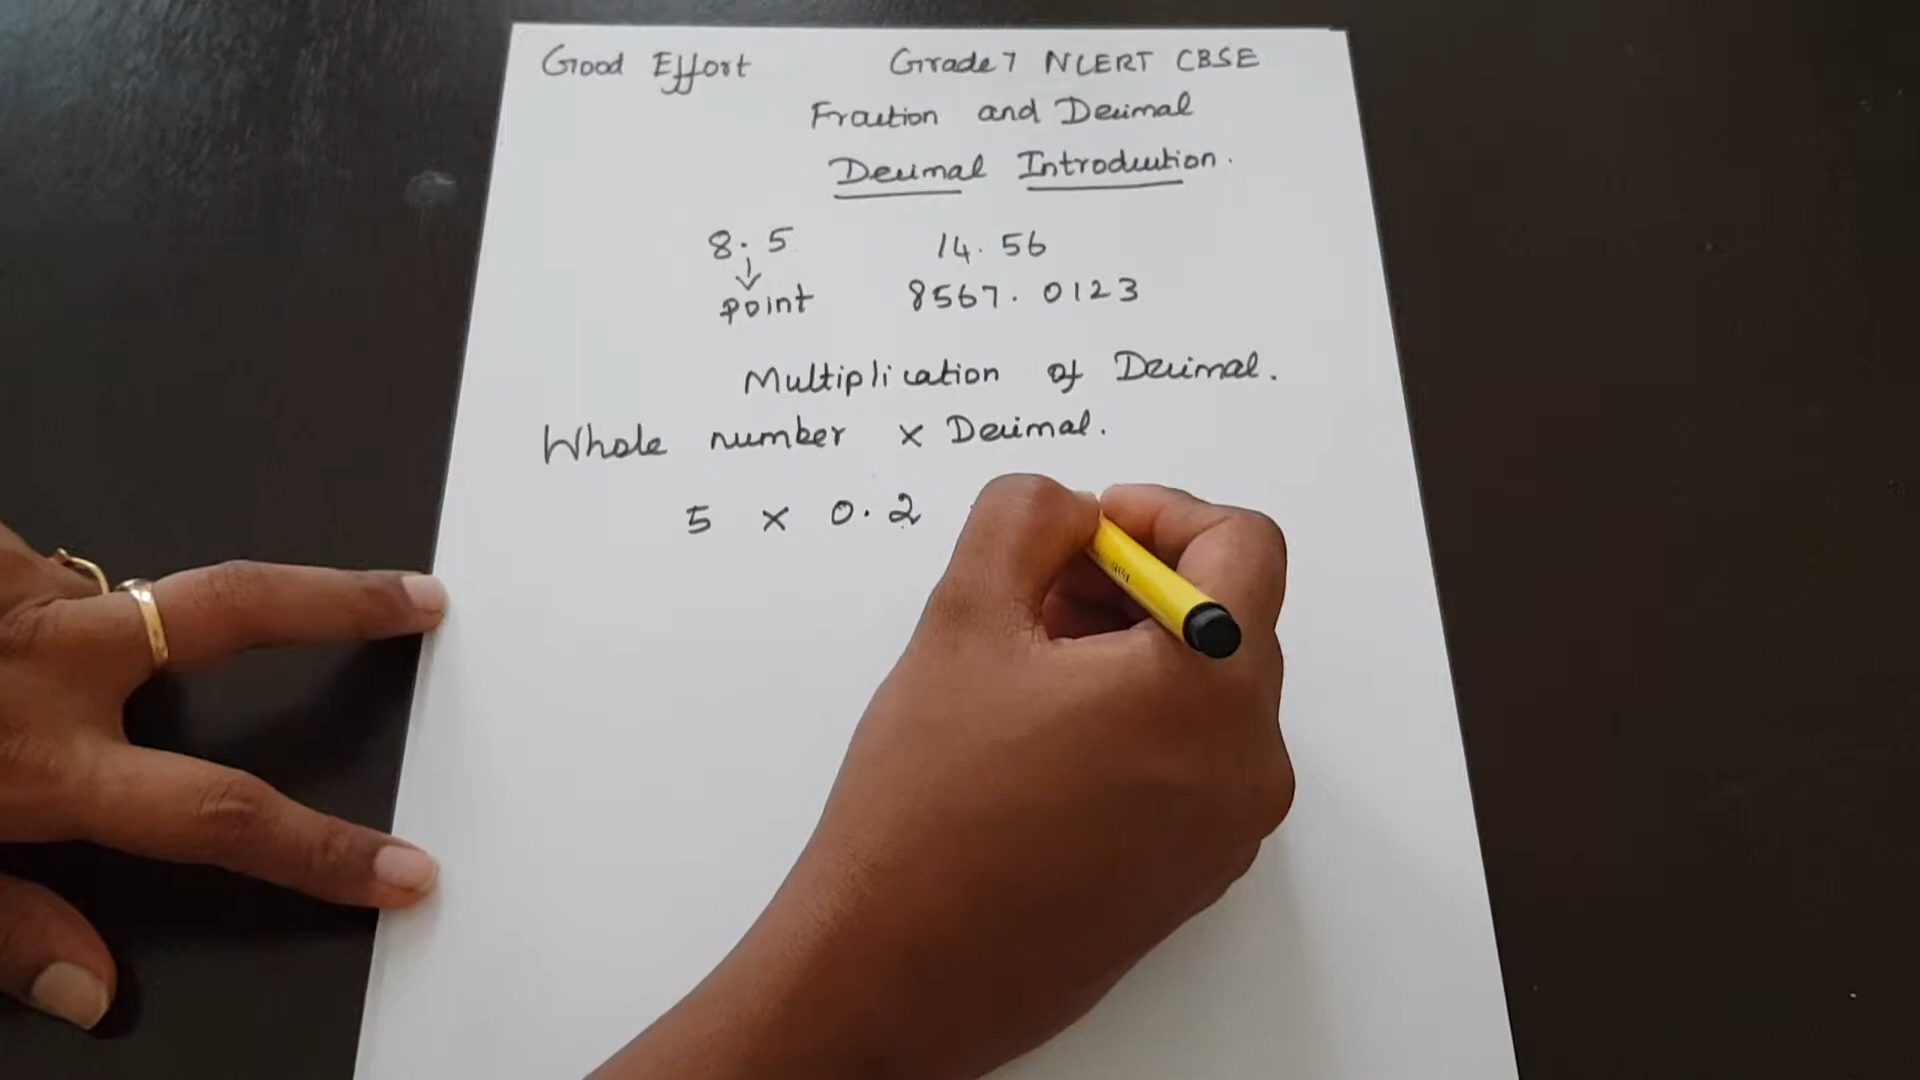 Good Effort Grade 7 NCERT CBSE
Fraction and Decimal
Decimal Introduction.
8.5 14.56
point 8567.0123
Multiplication of Decimal.
Whole number × Decimal.
5 × 0.2